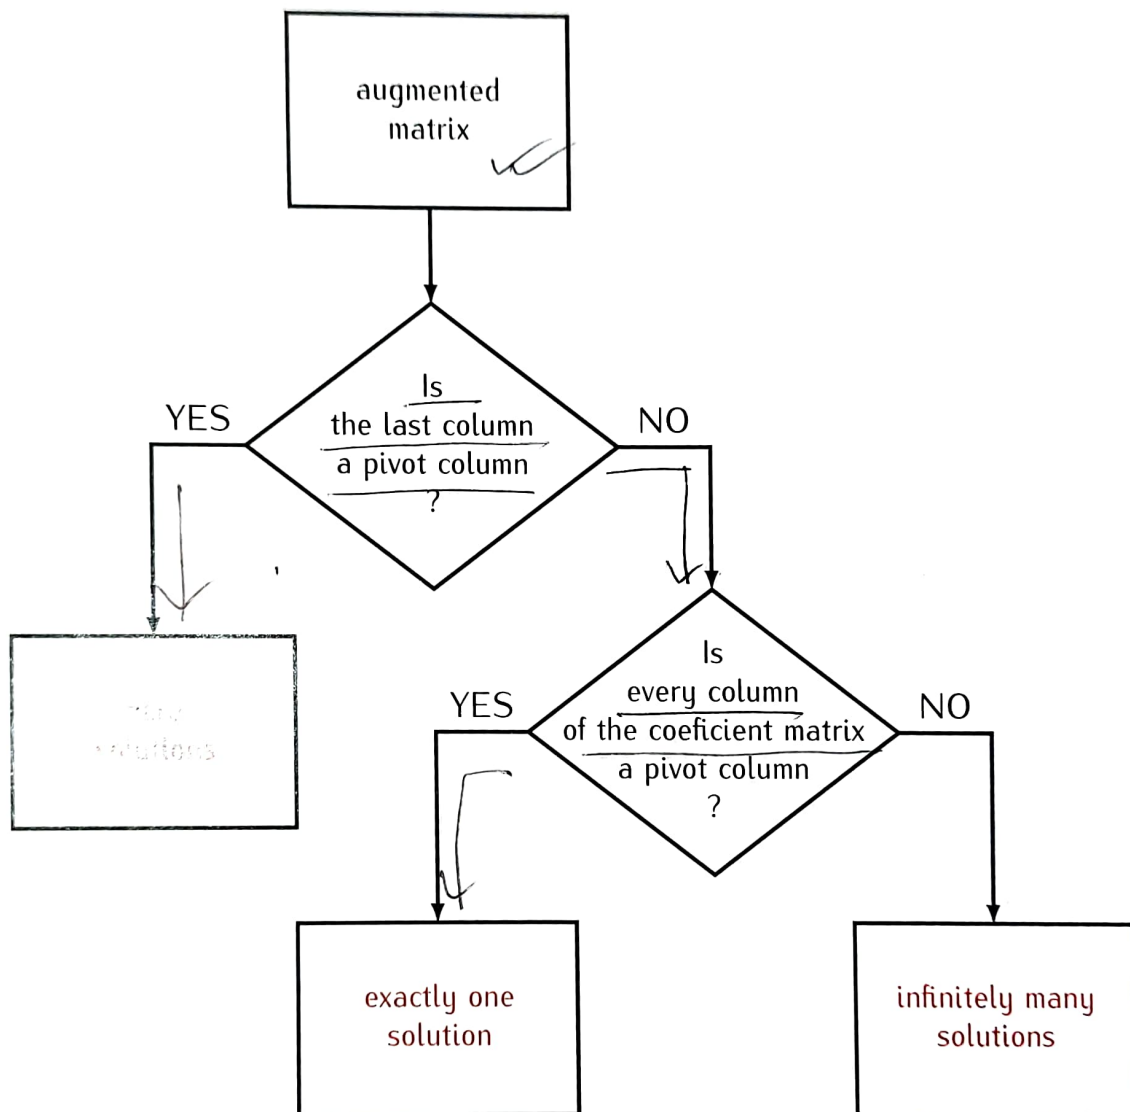 augmented
matrix
YES
Is
the last column
a pivot column
?
NO
solutions
YES
Is
every column
of the coeficient matrix
a pivot column
?
NO
exactly one
solution
infinitely many
solutions